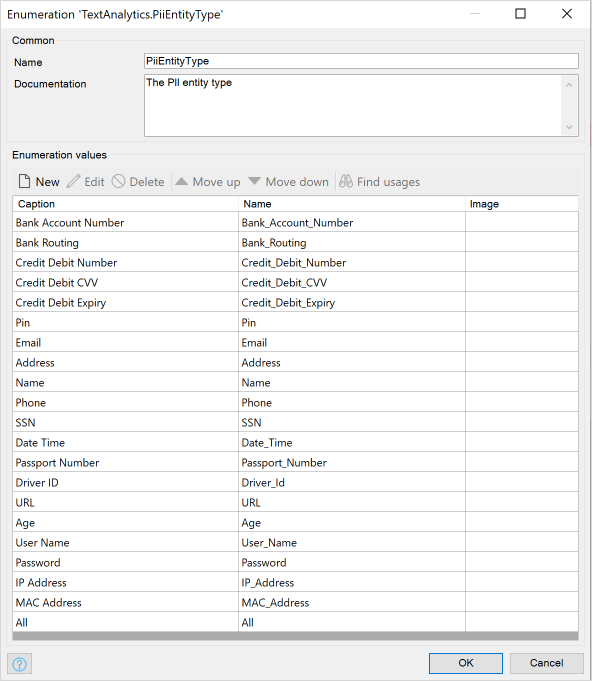 Enumeration 'TextAnalytics.PiiEntityType'
Common
Name PiiEntityType
Documentation The PII entity type
Enumeration values
New Edit Delete Move up Move down Find usages
Caption Name Image
Bank Account Number Bank_Account_Number
Bank Routing Bank_Routing
Credit Debit Number Credit_Debit_Number
Credit Debit CVV Credit_Debit_CVV
Credit Debit Expiry Credit_Debit_Expiry
Pin Pin
Email Email
Address Address
Name Name
Phone Phone
SSN SSN
Date Time Date_Time
Passport Number Passport_Number
Driver ID Driver_Id
URL URL
Age Age
User Name User_Name
Password Password
IP Address IP_Address
MAC Address MAC_Address
All All
? OK Cancel